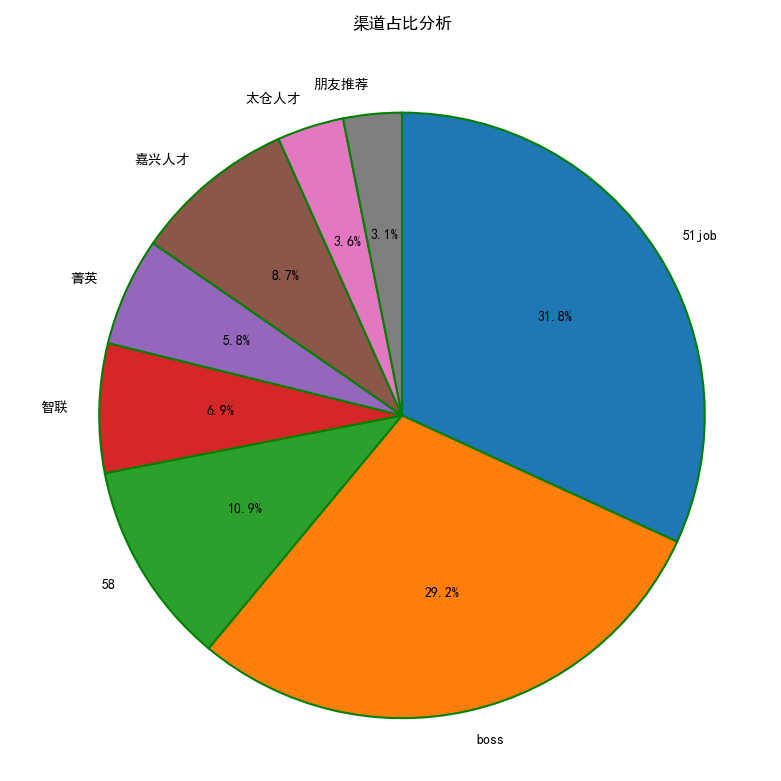 渠道占比分析
朋友推荐
太仓人才
嘉兴人才
菁英
智联
58
boss
51job
3.1%
3.6%
8.7%
5.8%
6.9%
10.9%
29.2%
31.8%